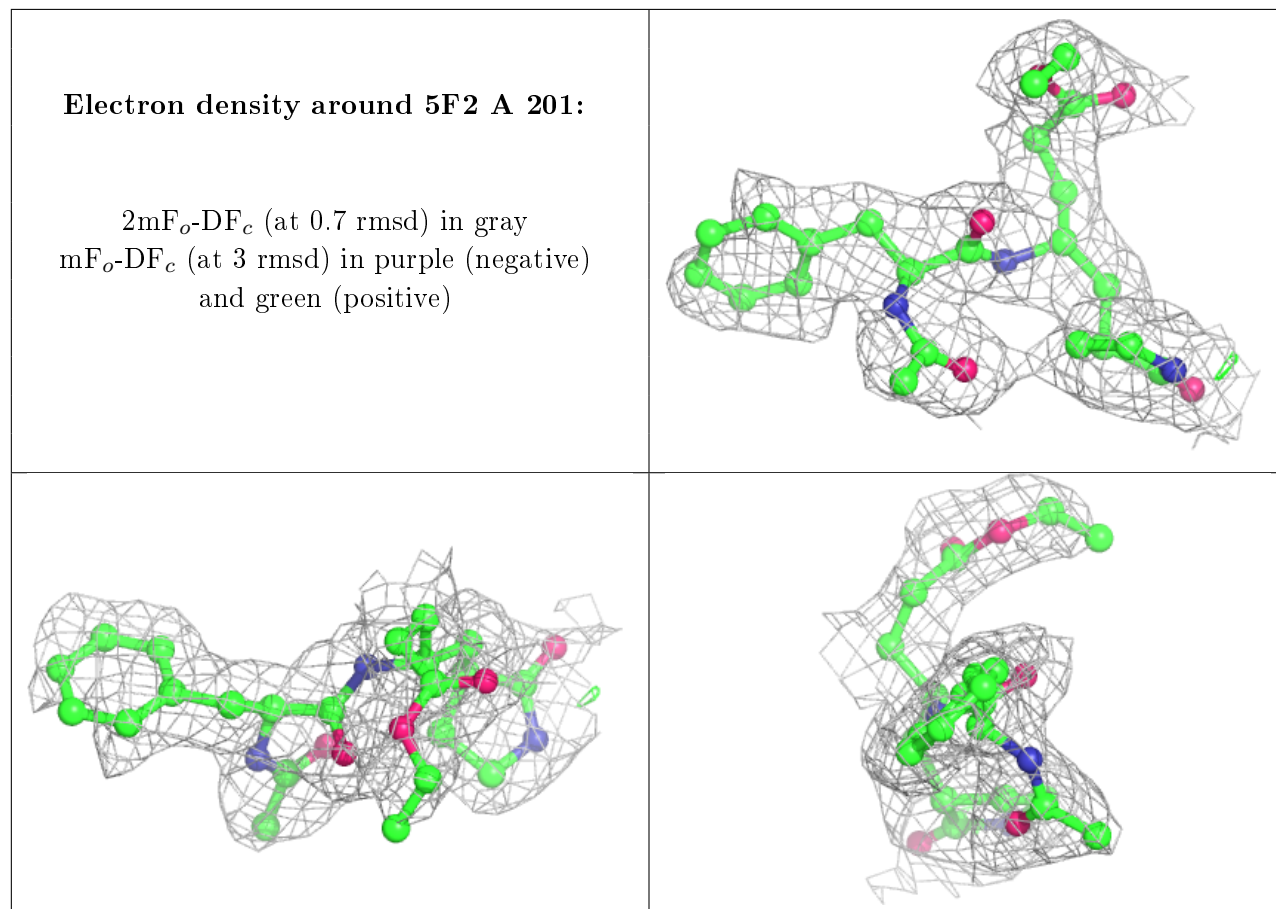 Electron density around 5F2 A 201:
2mFo-DFc (at 0.7 rmsd) in gray
mFo-DFc (at 3 rmsd) in purple (negative)
and green (positive)